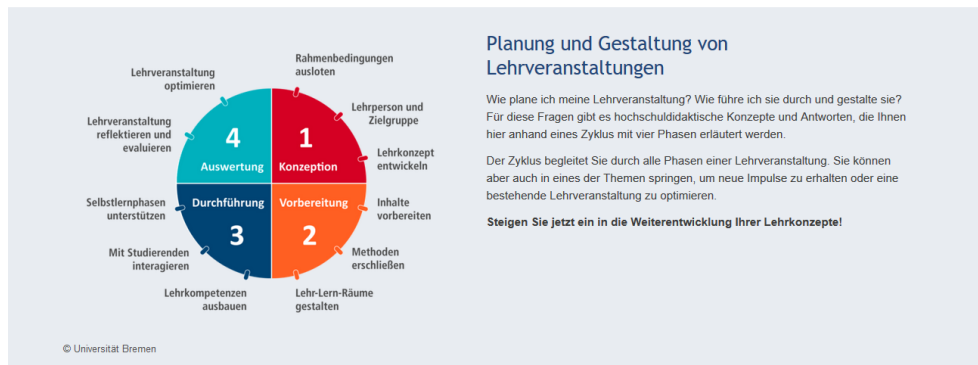 Rahmenbedingungen
ausloten
Lehrperson und
Zielgruppe
Lehrkonzept
entwickeln
1
Konzeption
Inhalte
vorbereiten
Methoden
erschließen
Lehr-Lern-Räume
gestalten
Vorbereitung
2
Lehrkompetenzen
ausbauen
Mit Studierenden
interagieren
Selbstlernphasen
unterstützen
Durchführung
3
Lehrveranstaltung
reflektieren und
evaluieren
Lehrveranstaltung
optimieren
4
Auswertung
© Universität Bremen
Planung und Gestaltung von
Lehrveranstaltungen
Wie plane ich meine Lehrveranstaltung? Wie führe ich sie durch und gestalte sie?
Für diese Fragen gibt es hochschuldidaktische Konzepte und Antworten, die Ihnen
hier anhand eines Zyklus mit vier Phasen erläutert werden.
Der Zyklus begleitet Sie durch alle Phasen einer Lehrveranstaltung. Sie können
aber auch in eines der Themen springen, um neue Impulse zu erhalten oder eine
bestehende Lehrveranstaltung zu optimieren.
Steigen Sie jetzt ein in die Weiterentwicklung Ihrer Lehrkonzepte!